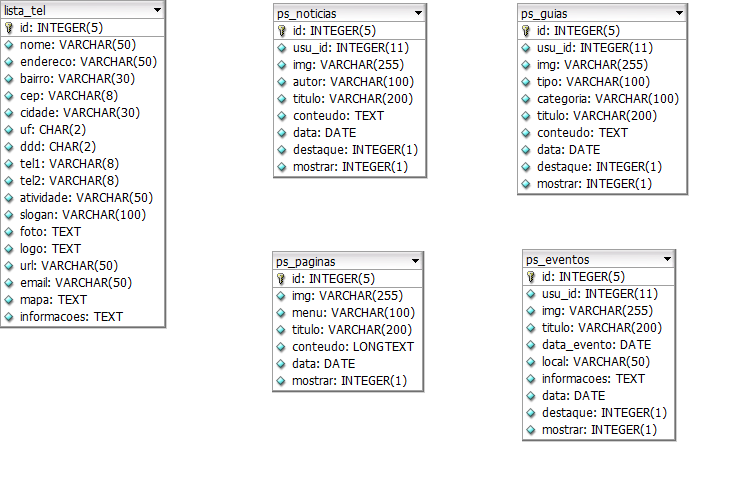 lista_tel
id: INTEGER(5)
nome: VARCHAR(50)
endereco: VARCHAR(50)
bairro: VARCHAR(30)
cep: VARCHAR(8)
cidade: VARCHAR(30)
uf: CHAR(2)
ddd: CHAR(2)
tel1: VARCHAR(8)
tel2: VARCHAR(8)
atividade: VARCHAR(50)
slogan: VARCHAR(100)
foto: TEXT
logo: TEXT
url: VARCHAR(50)
email: VARCHAR(50)
mapa: TEXT
informacoes: TEXT
ps_noticias
id: INTEGER(5)
usu_id: INTEGER(11)
img: VARCHAR(255)
autor: VARCHAR(100)
titulo: VARCHAR(200)
conteudo: TEXT
data: DATE
destaque: INTEGER(1)
mostrar: INTEGER(1)
ps_guias
id: INTEGER(5)
usu_id: INTEGER(11)
img: VARCHAR(255)
tipo: VARCHAR(100)
categoria: VARCHAR(100)
titulo: VARCHAR(200)
conteudo: TEXT
data: DATE
destaque: INTEGER(1)
mostrar: INTEGER(1)
ps_paginas
id: INTEGER(5)
img: VARCHAR(255)
menu: VARCHAR(100)
titulo: VARCHAR(200)
conteudo: LONGTEXT
data: DATE
mostrar: INTEGER(1)
ps_eventos
id: INTEGER(5)
usu_id: INTEGER(11)
img: VARCHAR(255)
titulo: VARCHAR(200)
data_evento: DATE
local: VARCHAR(50)
informacoes: TEXT
data: DATE
destaque: INTEGER(1)
mostrar: INTEGER(1)